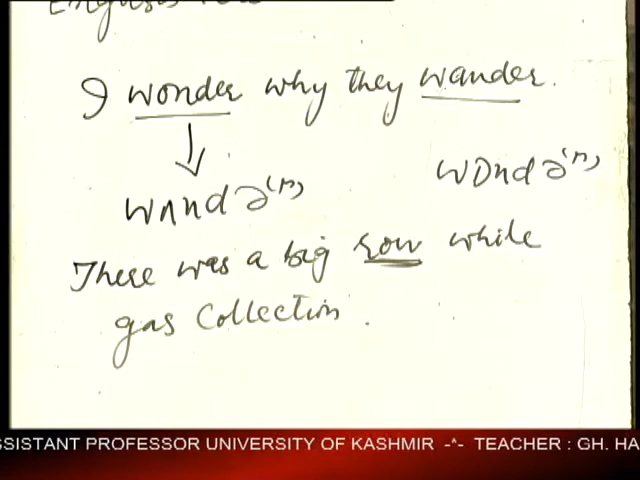 I wonder why they wander.
wʌndə(r) wɒndə(r)
There was a big row while
gas Collection.
SSISTANT PROFESSOR UNIVERSITY OF KASHMIR -^- TEACHER : GH. HA